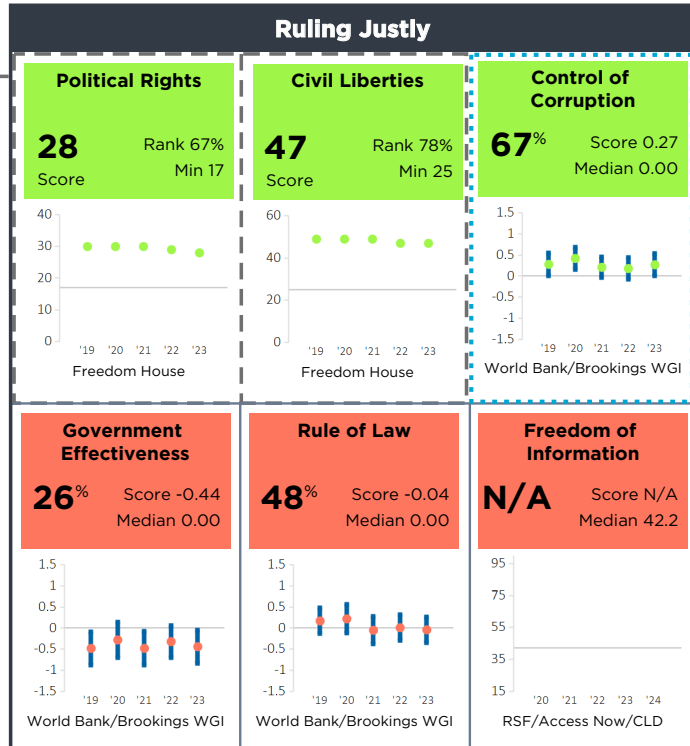 Ruling Justly
Political Rights
28
Score
Rank 67%
Min 17
40
30
20
10
0
'19 '20 '21 '22 '23
Freedom House
Civil Liberties
47
Score
Rank 78%
Min 25
60
40
20
0
'19 '20 '21 '22 '23
Freedom House
Control of
Corruption
67%
Score 0.27
Median 0.00
1.5
1
0.5
0
-0.5
-1
-1.5
'19 '20 '21 '22 '23
World Bank/Brookings WGI
Government
Effectiveness
26%
Score -0.44
Median 0.00
1.5
1
0.5
0
-0.5
-1
-1.5
'19 '20 '21 '22 '23
World Bank/Brookings WGI
Rule of Law
48%
Score -0.04
Median 0.00
1.5
1
0.5
0
-0.5
-1
-1.5
'19 '20 '21 '22 '23
World Bank/Brookings WGI
Freedom of
Information
N/A
Score N/A
Median 42.2
95
75
55
35
15
'20 '21 '22 '23 '24
RSF/Access Now/CLD